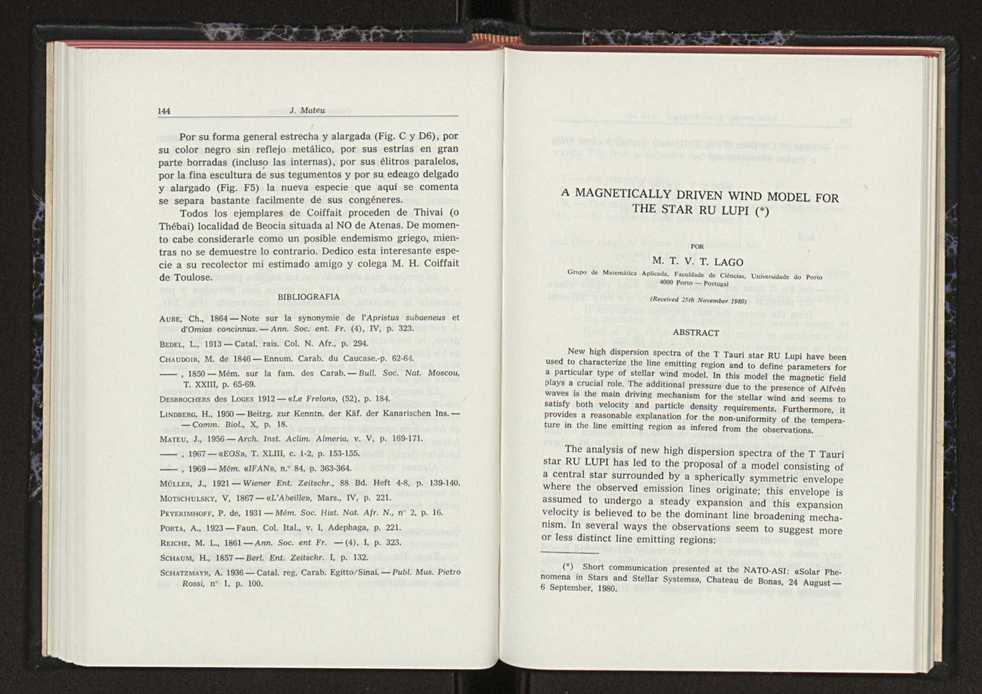 144
J. Mateu
Por su forma general estrecha y alargada (Fig. C y D6), por
su color negro sin reflejo metálico, por sus estrías en gran
parte borradas (incluso las internas), por sus élitros paralelos,
por la fina escultura de sus tegumentos y por su edeago delgado
y alargado (Fig. F5) la nueva especie que aquí se comenta
se separa bastante facilmente de sus congéneres.
Todos los ejemplares de Coiffait proceden de Thivai (o
Thébai) localidad de Beocia situada al NO de Atenas. De momen-
to cabe considerarle como un posible endemismo griego, mien-
tras no se demuestre lo contrario. Dedico esta interesante espe-
cie a su recolector mi estimado amigo y colega M. H. Coiffait
de Toulose.
BIBLIOGRAFIA
AUBE, Ch., 1864 — Note sur la synonymie de l'Apristus subaeneus et
d'Omias concinnus. — Ann. Soc. ent. Fr. (4), IV, p. 323.
BEDEL, L., 1913 — Catal. rais. Col. N. Afr., p. 294.
CHAUDOIR, M. de 1846 — Ennum. Carab. du Caucase.-p. 62-64.
—— , 1850 — Mém. sur la fam. des Carab. — Bull. Soc. Nat. Moscou,
T. XXIII, p. 65-69.
DESBROCHERS des LOGES 1912 — «Le Frelon», (52), p. 184.
LINDBERG, H., 1950 — Beitrg. zur Kenntn. der Käf. der Kanarischen Ins. —
— Comm. Biol., X, p. 18.
MATEU, J., 1956 — Arch. Inst. Aclim. Almeria, v. V, p. 169-171.
—— , 1967 — «EOS», T. XLIII, c. 1-2, p. 153-155.
—— , 1969 — Mém. «IFAN», n.° 84, p. 363-364.
MÜLLER, J., 1921 — Wiener Ent. Zeitschr., 88 Bd. Heft 4-8, p. 139-140.
MOTSCHULSKY, V, 1867 — «L'Abeille», Mars., IV, p. 221.
PEYERIMHOFF, P. de, 1931 — Mém. Soc. Hist. Nat. Afr. N., n° 2, p. 16.
PORTA, A., 1923 — Faun. Col. Ital., v. I, Adephaga, p. 221.
REICHE, M. L., 1861 — Ann. Soc. ent Fr. — (4), I, p. 323.
SCHAUM, H., 1857 — Berl. Ent. Zeitschr. I, p. 132.
SCHATZMAYR, A. 1936 — Catal. reg. Carab. Egitto/Sinai. — Publ. Mus. Pietro
Rossi, n° 1, p. 100.
A MAGNETICALLY DRIVEN WIND MODEL FOR
THE STAR RU LUPI (*)
POR
M. T. V. T. LAGO
Grupo de Matemática Aplicada, Faculdade de Ciências, Universidade do Porto
4000 Porto — Portugal
(Received 25th November 1980)
ABSTRACT
New high dispersion spectra of the T Tauri star RU Lupi have been
used to characterize the line emitting region and to define parameters for
a particular type of stellar wind model. In this model the magnetic field
plays a crucial role. The additional pressure due to the presence of Alfvén
waves is the main driving mechanism for the stellar wind and seems to
satisfy both velocity and particle density requirements. Furthermore, it
provides a reasonable explanation for the non-uniformity of the tempera-
ture in the line emitting region as infered from the observations.
The analysis of new high dispersion spectra of the T Tauri
star RU LUPI has led to the proposal of a model consisting of
a central star surrounded by a spherically symmetric envelope
where the observed emission lines originate; this envelope is
assumed to undergo a steady expansion and this expansion
velocity is believed to be the dominant line broadening mecha-
nism. In several ways the observations seem to suggest more
or less distinct line emitting regions:
(*) Short communication presented at the NATO-ASI: «Solar Phe-
nomena in Stars and Stellar Systems», Chateau de Bonas, 24 August —
6 September, 1980.